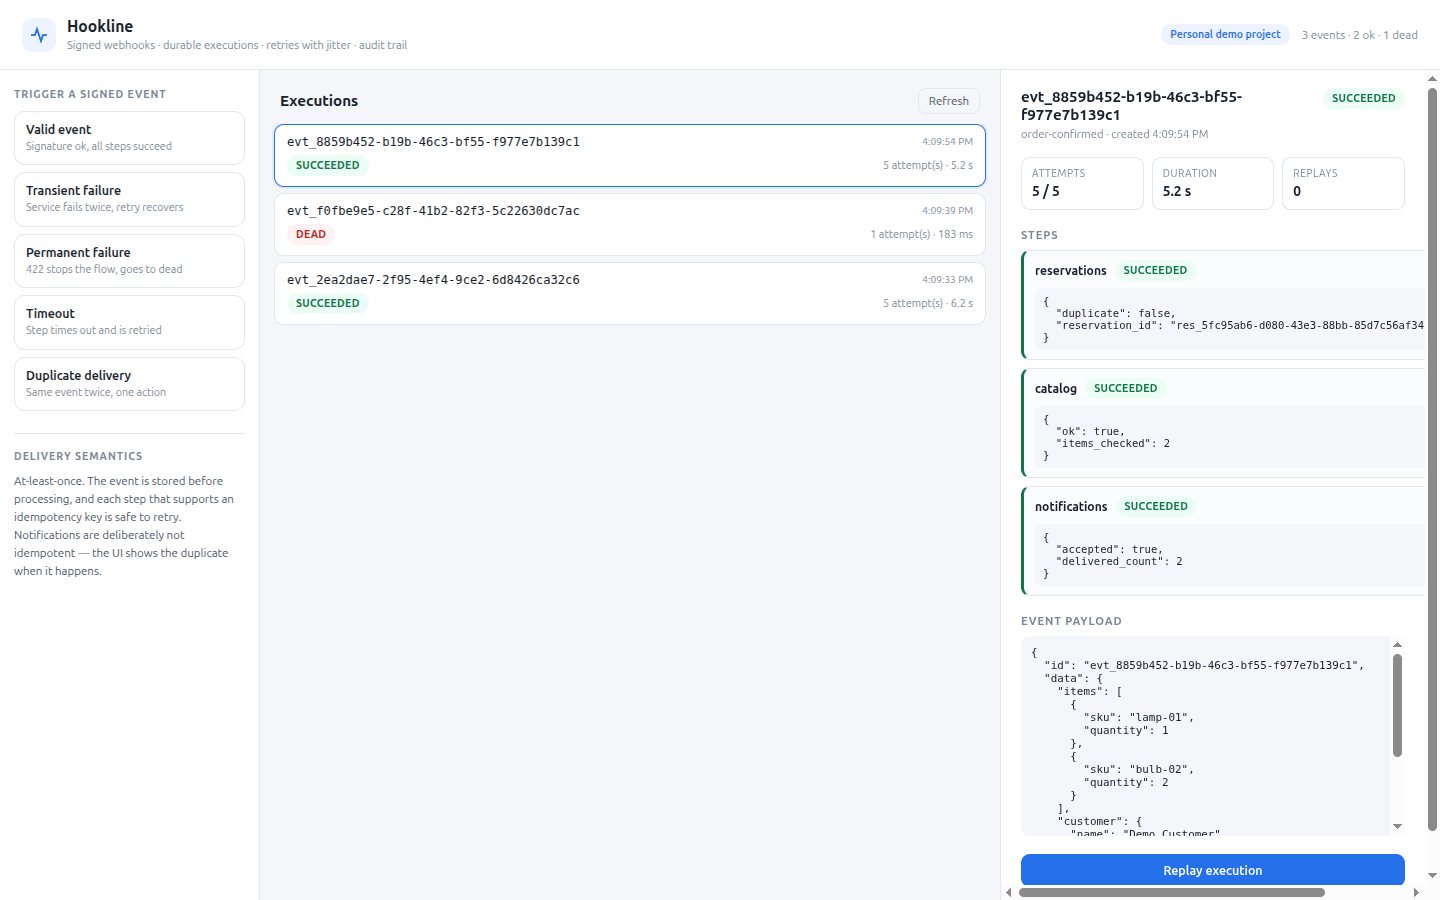 Hookline
Signed webhooks · durable executions · retries with jitter · audit trail
Personal demo project
3 events · 2 ok · 1 dead
TRIGGER A SIGNED EVENT
Valid event
Signature ok, all steps succeed
Transient failure
Service fails twice, retry recovers
Permanent failure
422 stops the flow, goes to dead
Timeout
Step times out and is retried
Duplicate delivery
Same event twice, one action
DELIVERY SEMANTICS
At-least-once. The event is stored before
processing, and each step that supports an
idempotency key is safe to retry.
Notifications are deliberately not
idempotent — the UI shows the duplicate
when it happens.
Executions
Refresh
evt_8859b452-b19b-46c3-bf55-f977e7b139c1
4:09:54 PM
SUCCEEDED
5 attempt(s) · 5.2 s
evt_f0fbe9e5-c28f-41b2-82f3-5c22630dc7ac
4:09:39 PM
DEAD
1 attempt(s) · 183 ms
evt_2ea2dae7-2f95-4ef4-9ce2-6d8426ca32c6
4:09:33 PM
SUCCEEDED
5 attempt(s) · 6.2 s
evt_8859b452-b19b-46c3-bf55-
f977e7b139c1
SUCCEEDED
order-confirmed · created 4:09:54 PM
ATTEMPTS
5 / 5
DURATION
5.2 s
REPLAYS
0
STEPS
reservations SUCCEEDED
{
"duplicate": false,
"reservation_id": "res_5fc95ab6-d080-43e3-88bb-85d7c56af34
}
catalog SUCCEEDED
{
"ok": true,
"items_checked": 2
}
notifications SUCCEEDED
{
"accepted": true,
"delivered_count": 2
}
EVENT PAYLOAD
{
"id": "evt_8859b452-b19b-46c3-bf55-f977e7b139c1",
"data": {
"items": [
{
"sku": "lamp-01",
"quantity": 1
},
{
"sku": "bulb-02",
"quantity": 2
}
],
"customer": {
"name": "Demo Customer"
Replay execution